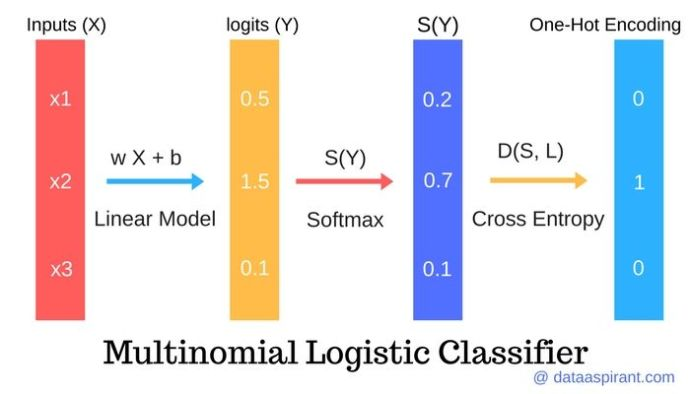 Inputs (X)
logits (Y)
S(Y)
One-Hot Encoding
x1
0.5
0.2
0
w X + b
S(Y)
D(S, L)
x2
1.5
0.7
1
Linear Model
Softmax
Cross Entropy
x3
0.1
0.1
0
Multinomial Logistic Classifier
@ dataaspirant.com